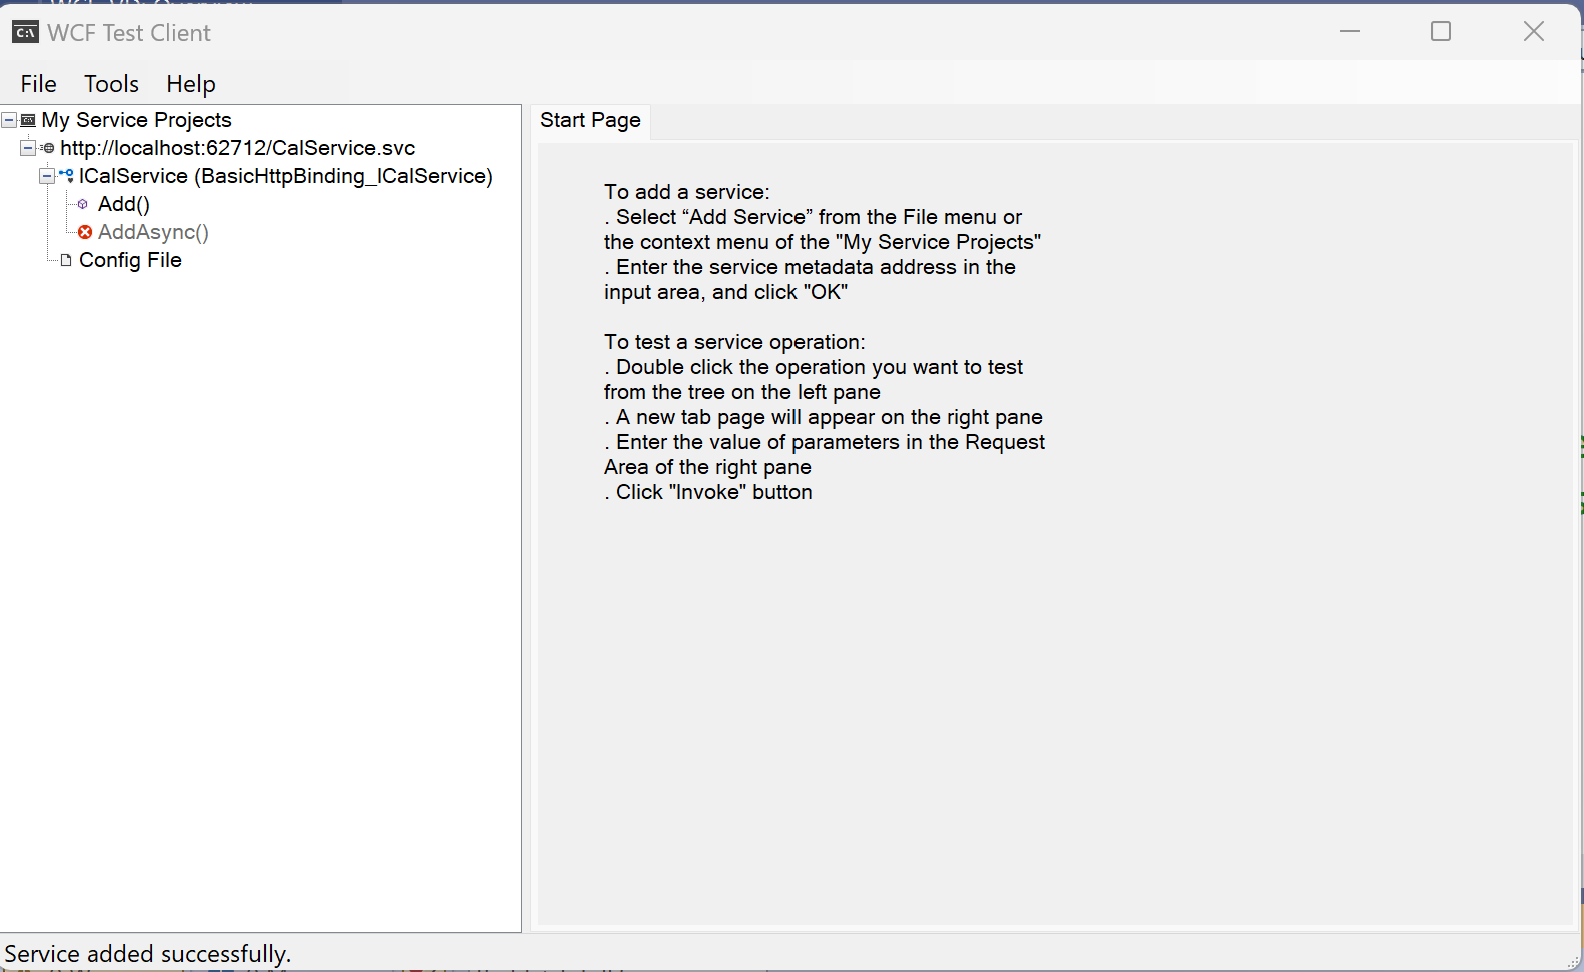 WCF Test Client
File Tools Help
My Service Projects
http://localhost:62712/CalService.svc
ICalService (BasicHttpBinding_ICalService)
Add()
AddAsync()
Config File
Start Page
To add a service:
. Select “Add Service” from the File menu or
the context menu of the "My Service Projects"
. Enter the service metadata address in the
input area, and click "OK"
To test a service operation:
. Double click the operation you want to test
from the tree on the left pane
. A new tab page will appear on the right pane
. Enter the value of parameters in the Request
Area of the right pane
. Click "Invoke" button
Service added successfully.